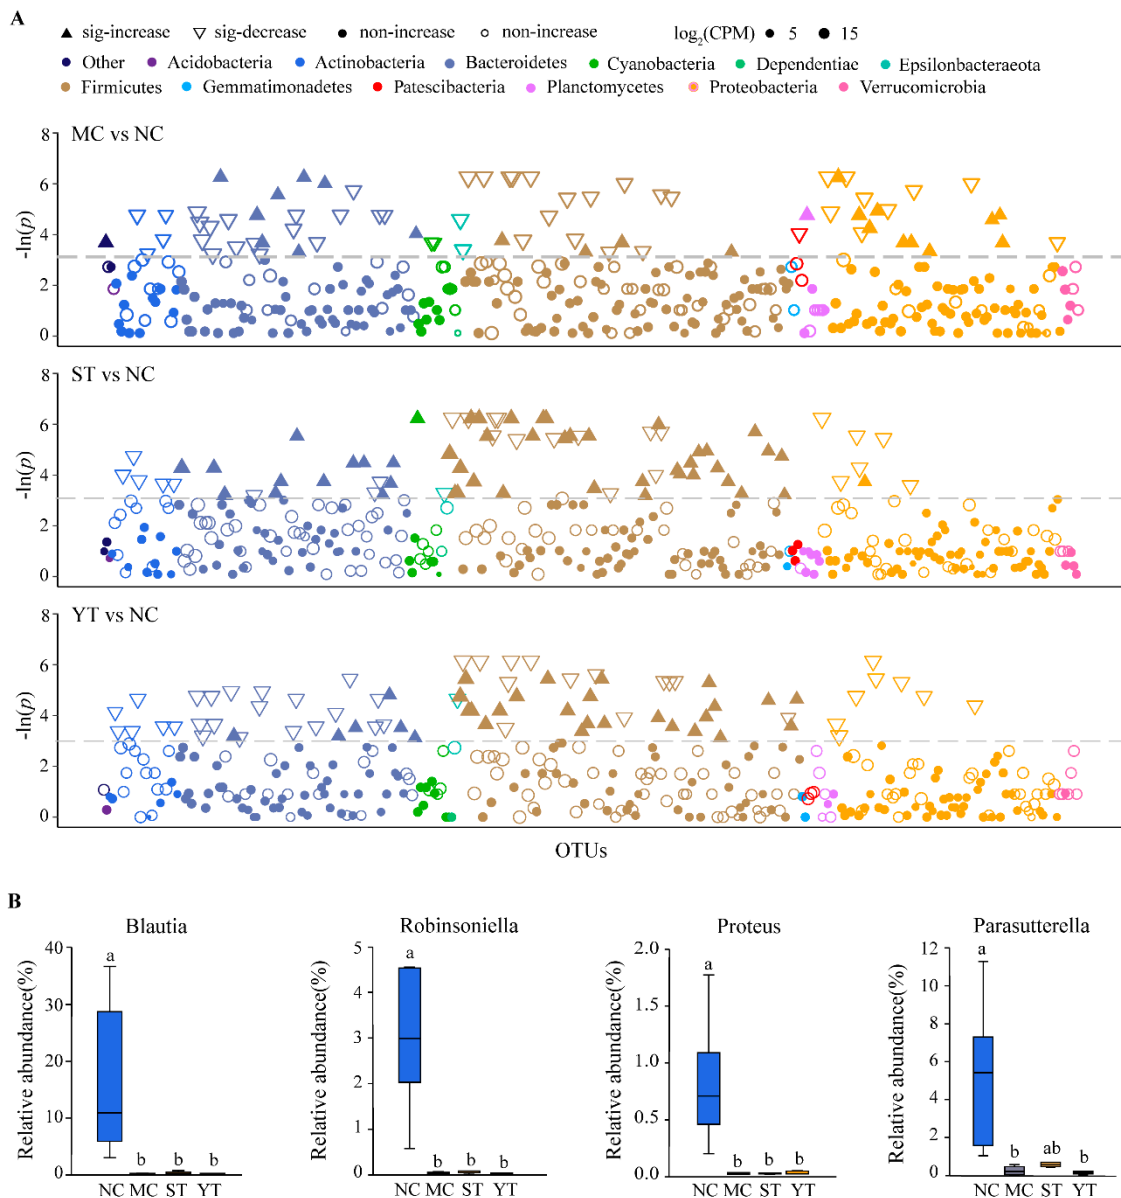 A
sig-increase sig-decrease non-increase non-increase log2(CPM) 5 15
Other Acidobacteria Actinobacteria Bacteroidetes Cyanobacteria Dependentiae Epsilonbacteraeota
Firmicutes Gemmatimonadetes Patescibacteria Planctomycetes Proteobacteria Verrucomicrobia
MC vs NC
8
6
4
2
0
-ln(p)
ST vs NC
8
6
4
2
0
-ln(p)
YT vs NC
8
6
4
2
0
-ln(p)
OTUs
B
Blautia
Relative abundance(%)
40
30
20
10
0
a
b b b
NC MC ST YT
Robinsoniella
Relative abundance(%)
5
4
3
2
1
0
a
b b b
NC MC ST YT
Proteus
Relative abundance(%)
2.0
1.5
1.0
0.5
0.0
a
b b b
NC MC ST YT
Parasutterella
Relative abundance(%)
12
10
8
6
4
2
0
a
b ab b
NC MC ST YT